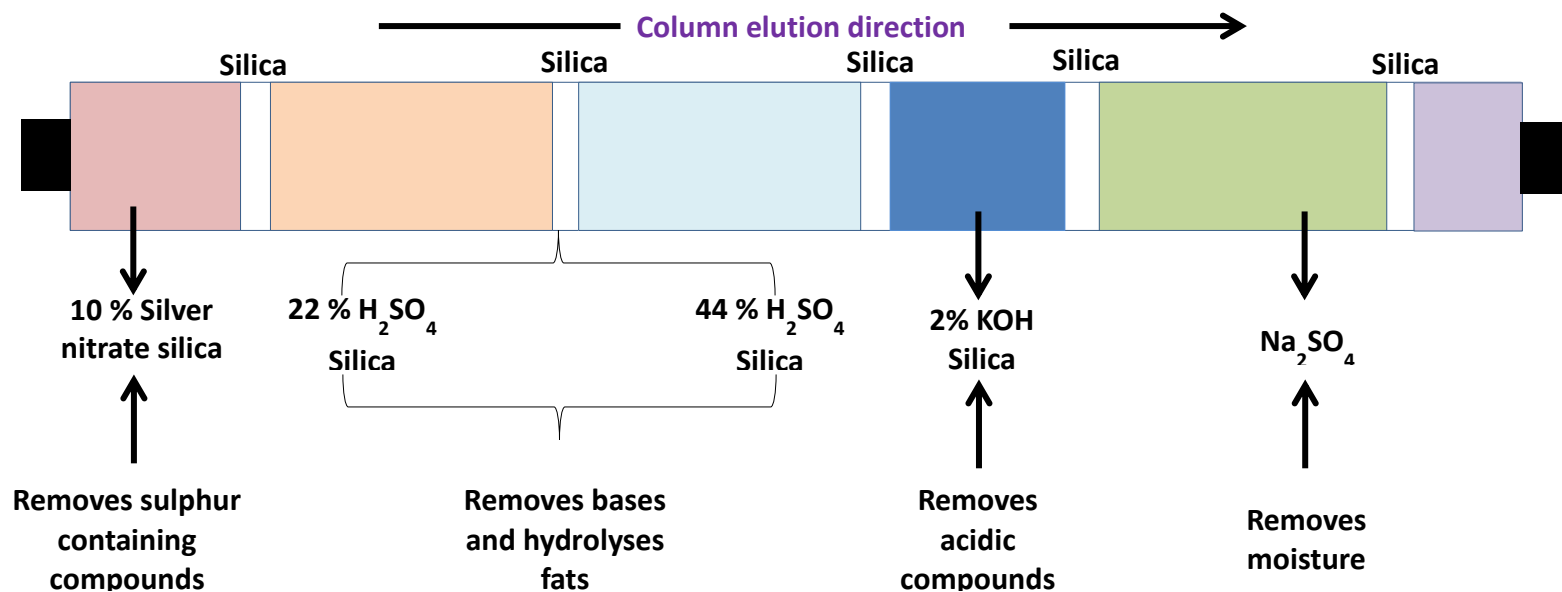 Column elution direction
Silica
Silica
Silica
Silica
Silica
10 % Silver
nitrate silica
22 % H₂SO₄
Silica
44 % H₂SO₄
Silica
2% KOH
Silica
Na₂SO₄
Removes sulphur
containing
compounds
Removes bases
and hydrolyses
fats
Removes
acidic
compounds
Removes
moisture